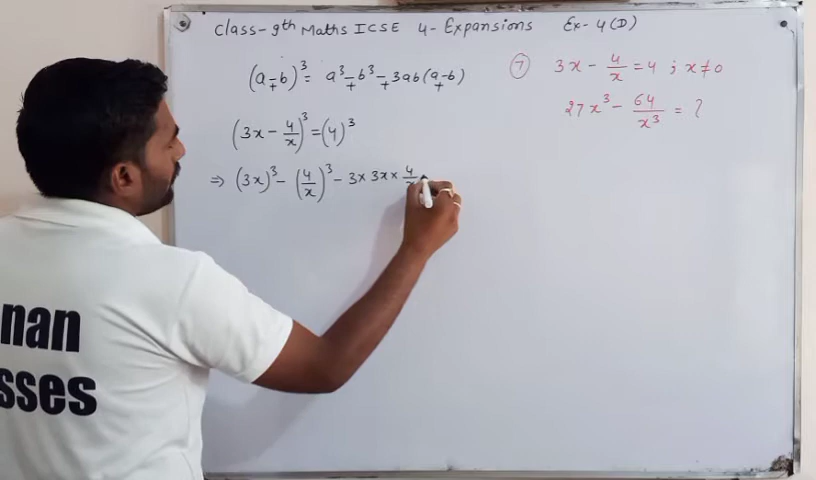 Class-9th Maths ICSE 4-Expansions Ex-4(D)
(a∓b)³ = a³∓b³∓3ab(a∓b)
(3x - 4/x)³ = (4)³
⇒ (3x)³ - (4/x)³ - 3 × 3x × 4/x
⑦ 3x - 4/x = 4 ; x ≠ 0
27x³ - 64/x³ = ?
nan
sses